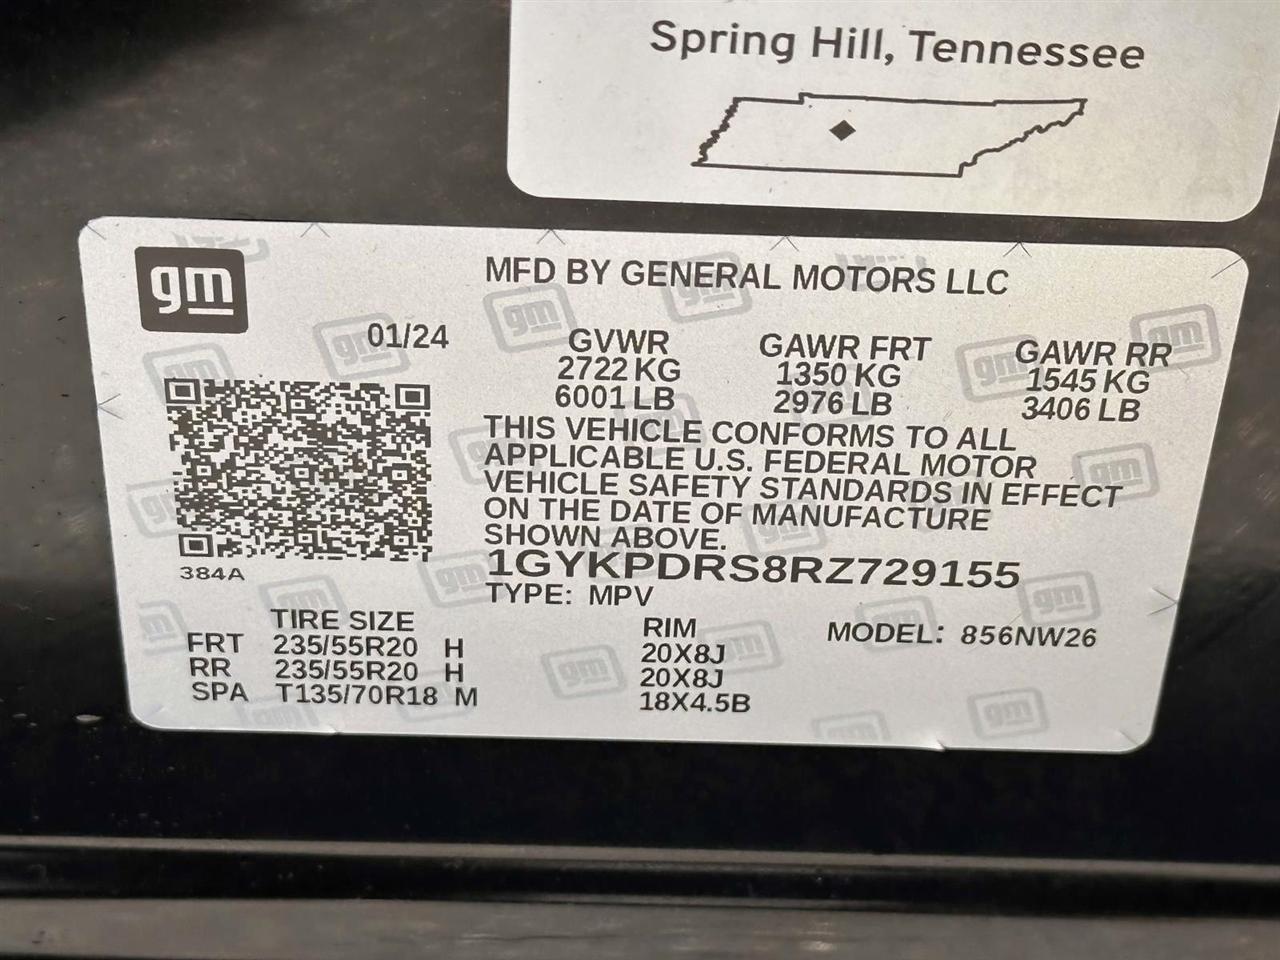 Spring Hill, Tennessee
gm
MFD BY GENERAL MOTORS LLC
01/24
GVWR GAWR FRT GAWR RR
2722 KG 1350 KG 1545 KG
6001 LB 2976 LB 3406 LB
THIS VEHICLE CONFORMS TO ALL
APPLICABLE U.S. FEDERAL MOTOR
VEHICLE SAFETY STANDARDS IN EFFECT
ON THE DATE OF MANUFACTURE
SHOWN ABOVE.
384A
1GYKPDRS8RZ729155
TYPE: MPV
TIRE SIZE RIM MODEL: 856NW26
FRT 235/55R20 H 20X8J
RR 235/55R20 H 20X8J
SPA T135/70R18 M 18X4.5B